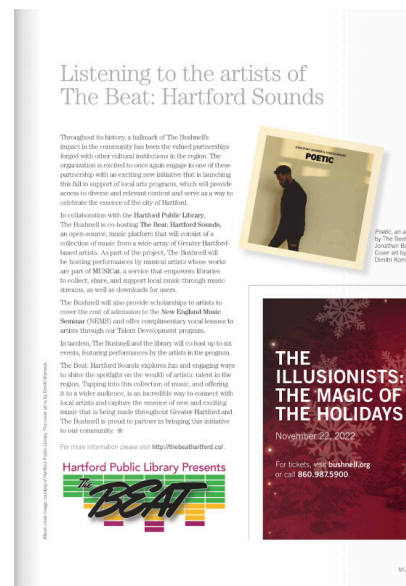 Listening to the artists of
The Beat: Hartford Sounds
Throughout its history, a hallmark of The Bushnell's
impact in the community has been the valued partnerships
forged with other cultural institutions in the region. The
organization is excited to once again engage in one of these
partnership with an exciting new initiative that is launching
this fall in support of local arts programs, which will provide
access to diverse and relevant content and serve as a way to
celebrate the essence of the city of Hartford.
In collaboration with the Hartford Public Library,
The Bushnell is co-hosting The Beat: Hartford Sounds,
an open-source, music platform that will consist of a
collection of music from a wide array of Greater Hartford-
based artists. As part of the project, The Bushnell will
be hosting performances by musical artists whose works
are part of MUSICat, a service that empowers libraries
to collect, share, and support local music through music
streams, as well as downloads for users.
The Bushnell will also provide scholarships to artists to
cover the cost of admission to the New England Music
Seminar (NEMS) and offer complimentary vocal lessons to
artists through our Talent Development program.
In tandem, The Bushnell and the library will co-host up to six
events, featuring performances by the artists in the program.
The Beat: Hartford Sounds explores fun and engaging ways
to shine the spotlight on the wealth of artistic talent in the
region. Tapping into this collection of music, and offering
it to a wider audience, is an incredible way to connect with
local artists and capture the essence of new and exciting
music that is being made throughout Greater Hartford and
The Bushnell is proud to partner in bringing this initiative
to our community. ★
For more information please visit http://thebeathartford.co/.
Hartford Public Library Presents
The
BEAT
POETIC
Poetic, an a
by The Beat
Jonathan Ba
Cover art by
THE
ILLUSIONISTS:
THE MAGIC OF
THE HOLIDAYS
November 22, 2022
For tickets, visit bushnell.org
or call 860.987.5900